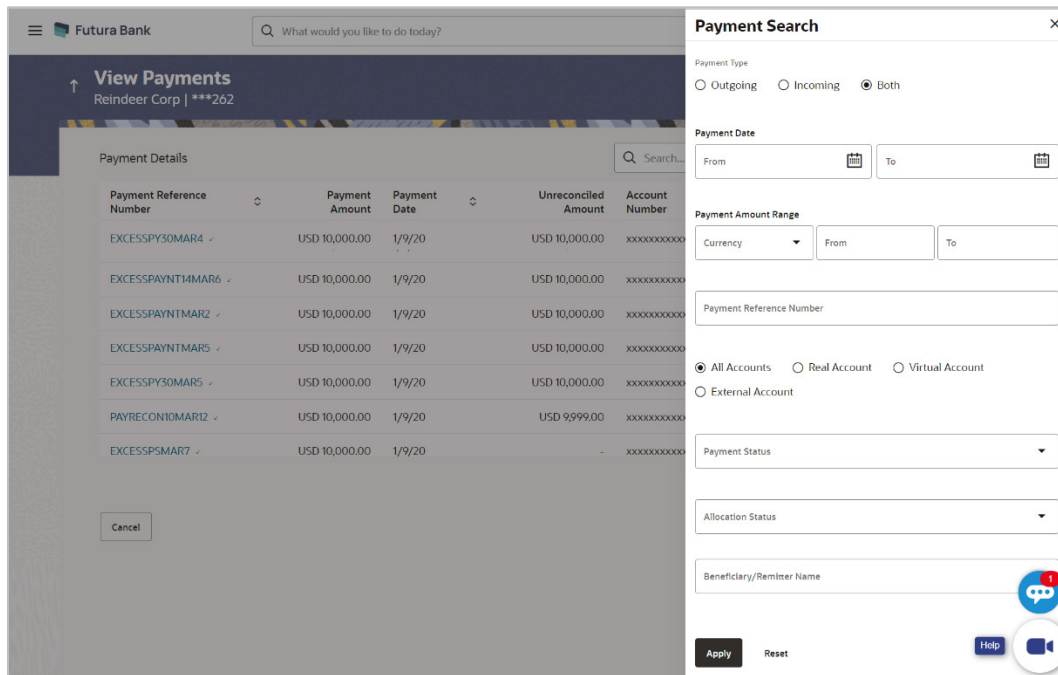 Futura Bank
What would you like to do today?
View Payments
Reindeer Corp | ***262
Payment Details
Search...
Payment Reference Number Payment Amount Payment Date Unreconciled Amount Account Number
EXCESSPY30MAR4 USD 10,000.00 1/9/20 USD 10,000.00 xxxxxxxxxx
EXCESSPAYNT14MAR6 USD 10,000.00 1/9/20 USD 10,000.00 xxxxxxxxxx
EXCESSPAYNTMAR2 USD 10,000.00 1/9/20 USD 10,000.00 xxxxxxxxxx
EXCESSPAYNTMAR5 USD 10,000.00 1/9/20 USD 10,000.00 xxxxxxxxxx
EXCESSPY30MAR5 USD 10,000.00 1/9/20 USD 10,000.00 xxxxxxxxxx
PAYRECON10MAR12 USD 10,000.00 1/9/20 USD 9,999.00 xxxxxxxxxx
EXCESSPSMAR7 USD 10,000.00 1/9/20 - xxxxxxxxxx
Cancel
Payment Search
Payment Type
Outgoing Incoming Both
Payment Date
From To
Payment Amount Range
Currency From To
Payment Reference Number
All Accounts Real Account Virtual Account
External Account
Payment Status
Allocation Status
Beneficiary/Remitter Name
1
Apply Reset Help